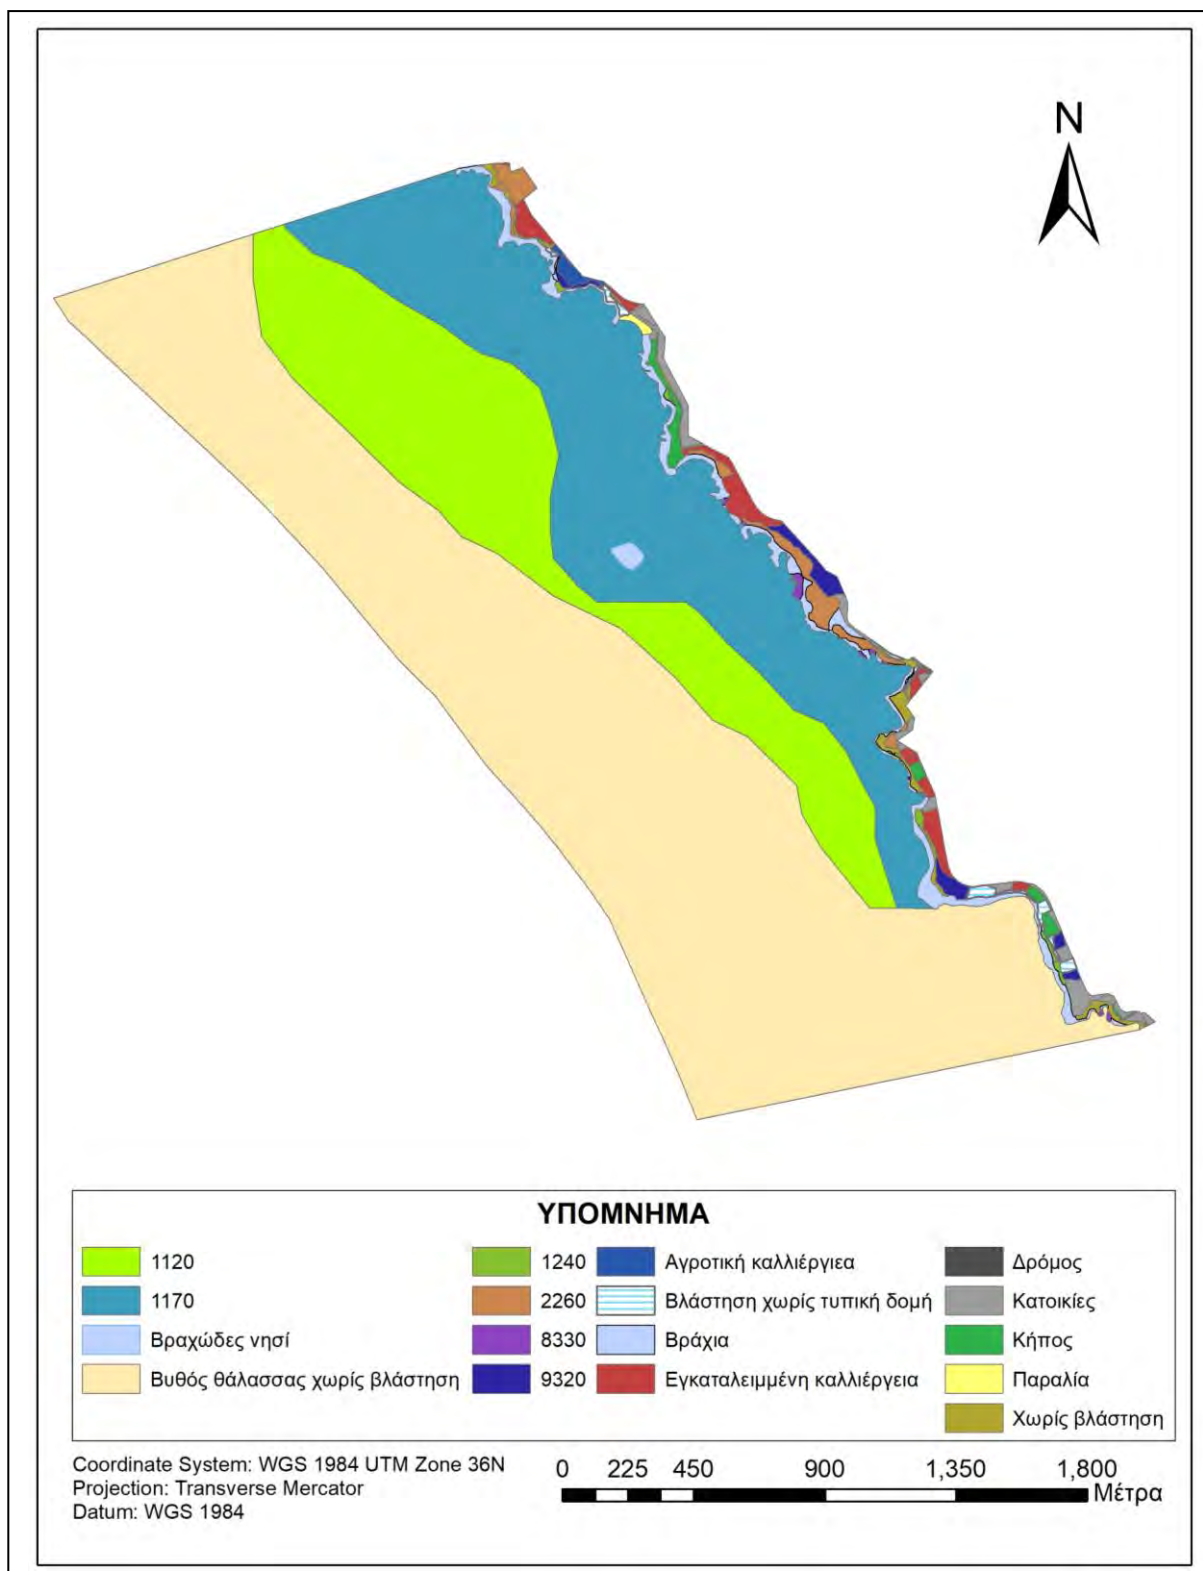 N
ΥΠΟΜΝΗΜΑ
1120
1170
Βραχώδες νησί
Βυθός θάλασσας χωρίς βλάστηση
1240
2260
8330
9320
Αγροτική καλλιέργιεα
Βλάστηση χωρίς τυπική δομή
Βράχια
Εγκαταλειμμένη καλλιέργεια
Δρόμος
Κατοικίες
Κήπος
Παραλία
Χωρίς βλάστηση
Coordinate System: WGS 1984 UTM Zone 36N
Projection: Transverse Mercator
Datum: WGS 1984
0 225 450 900 1,350 1,800
Μέτρα